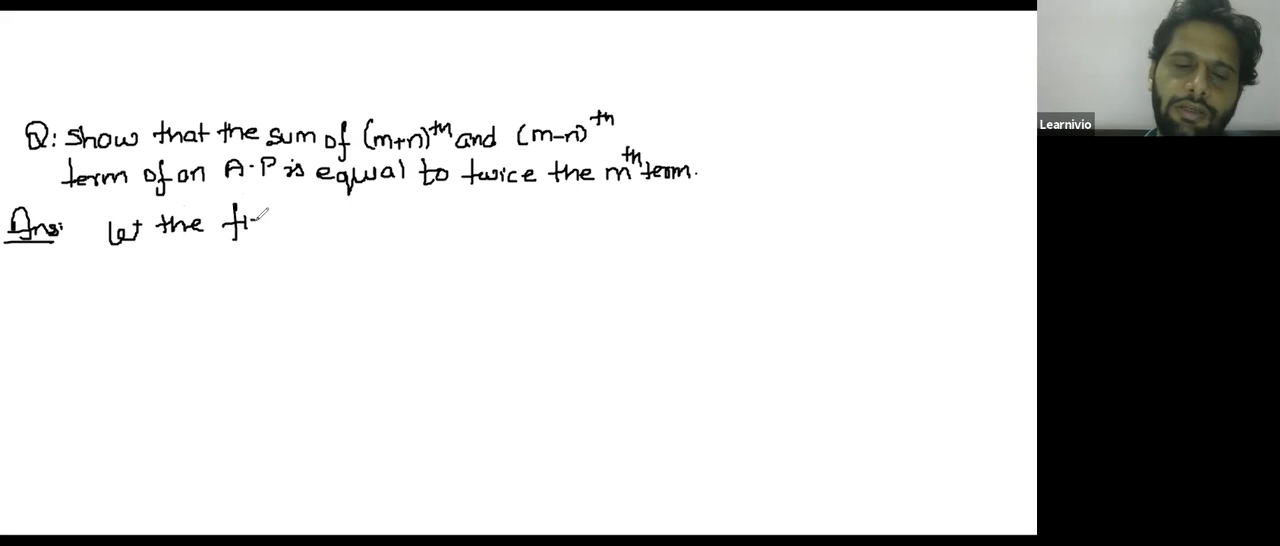 Q: Show that the sum of (m+n)th and (m-n)th
term of an A.P is equal to twice the mth term.
Ans: Let the
Learnivio